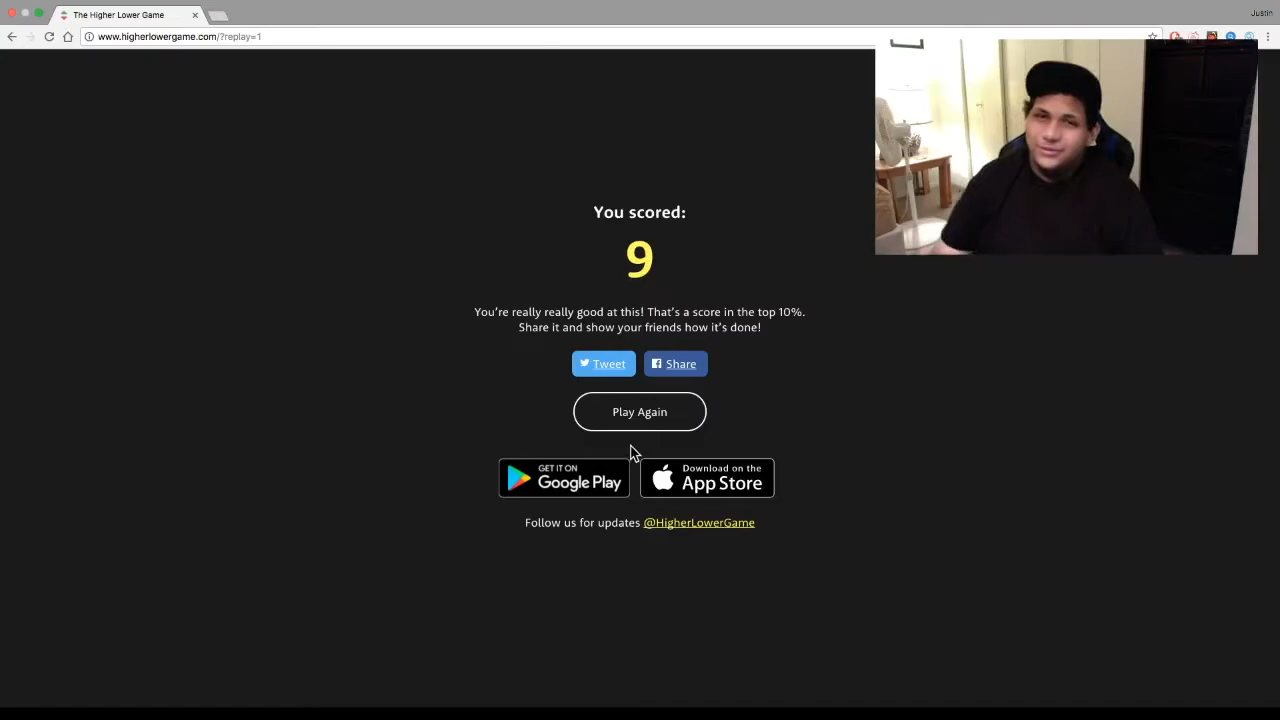 The Higher Lower Game
Justin
www.higherlowergame.com/?replay=1
You scored:
9
You're really really good at this! That's a score in the top 10%.
Share it and show your friends how it's done!
Tweet
Share
Play Again
GET IT ON
Google Play
Download on the
App Store
Follow us for updates @HigherLowerGame